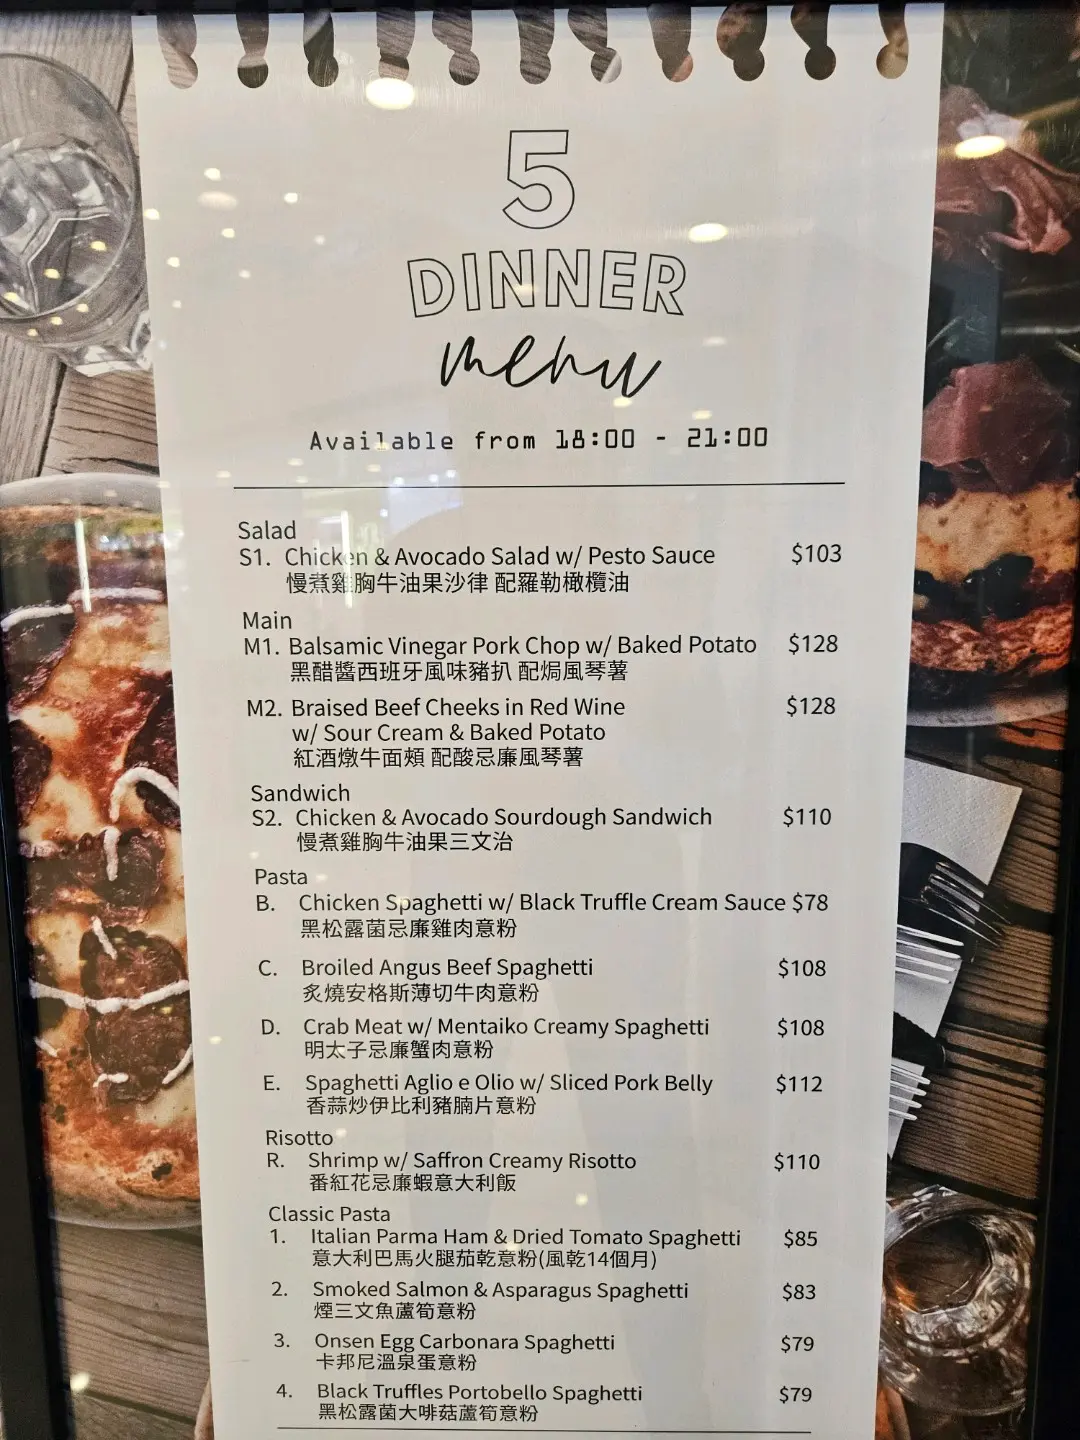 5
DINNER
menu
Available from 18:00 - 21:00
Salad
S1. Chicken & Avocado Salad w/ Pesto Sauce $103
慢煮雞胸牛油果沙律 配羅勒橄欖油
Main
M1. Balsamic Vinegar Pork Chop w/ Baked Potato $128
黑醋醬西班牙風味豬扒 配焗風琴薯
M2. Braised Beef Cheeks in Red Wine $128
w/ Sour Cream & Baked Potato
紅酒燉牛面頰 配酸忌廉風琴薯
Sandwich
S2. Chicken & Avocado Sourdough Sandwich $110
慢煮雞胸牛油果三文治
Pasta
B. Chicken Spaghetti w/ Black Truffle Cream Sauce $78
黑松露菌忌廉雞肉意粉
C. Broiled Angus Beef Spaghetti $108
炙燒安格斯薄切牛肉意粉
D. Crab Meat w/ Mentaiko Creamy Spaghetti $108
明太子忌廉蟹肉意粉
E. Spaghetti Aglio e Olio w/ Sliced Pork Belly $112
香蒜炒伊比利豬腩片意粉
Risotto
R. Shrimp w/ Saffron Creamy Risotto $110
番紅花忌廉蝦意大利飯
Classic Pasta
1. Italian Parma Ham & Dried Tomato Spaghetti $85
意大利巴馬火腿茄乾意粉(風乾14個月)
2. Smoked Salmon & Asparagus Spaghetti $83
煙三文魚蘆筍意粉
3. Onsen Egg Carbonara Spaghetti $79
卡邦尼溫泉蛋意粉
4. Black Truffles Portobello Spaghetti $79
黑松露菌大啡菇蘆筍意粉